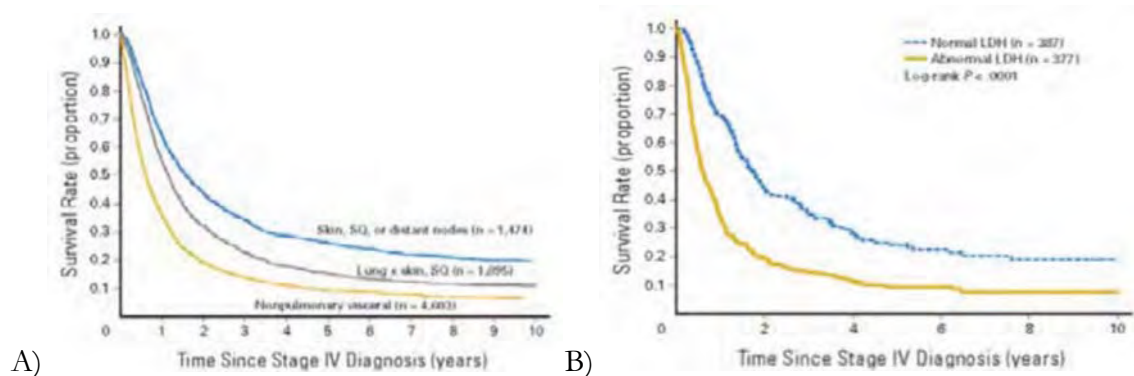 1.0
0.9
0.8
0.7
0.6
0.5
0.4
0.3
0.2
0.1
Survival Rate (proportion)
Skin, SQ, or distant nodes (n = 1,474)
Lung skin, SQ (n =
Nonpulmonary visceral (n =
0 1 2 3 4 5 6 7 8 9 10
Time Since Stage IV Diagnosis (years)
A)
1.0
0.9
0.8
0.7
0.6
0.5
0.4
0.3
0.2
0.1
Survival Rate (proportion)
Normal LDH (n = 387)
Abnormal LDH (n = 377)
Log-rank P < .0001
0 2 4 6 8 10
Time Since Stage IV Diagnosis (years)
B)